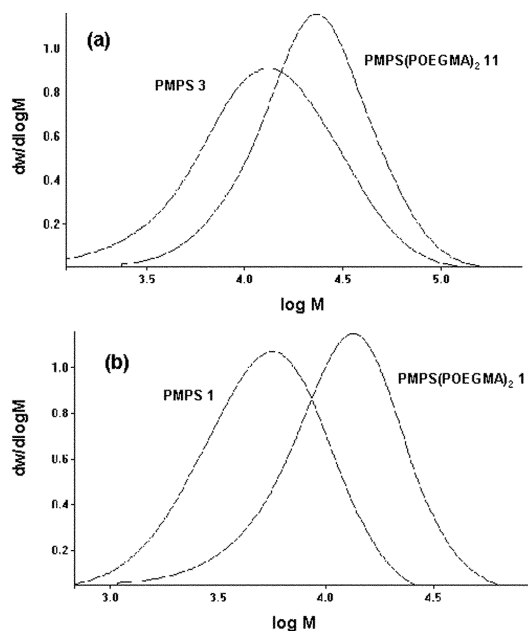 (a)
PMPS 3
PMPS(POEGMA)₂ 11
dw/dlogM
1.0
0.8
0.6
0.4
0.2
3.5
4.0
4.5
5.0
log M
(b)
PMPS 1
PMPS(POEGMA)₂ 1
dw/dlogM
1.0
0.8
0.6
0.4
0.2
3.0
3.5
4.0
4.5
log M